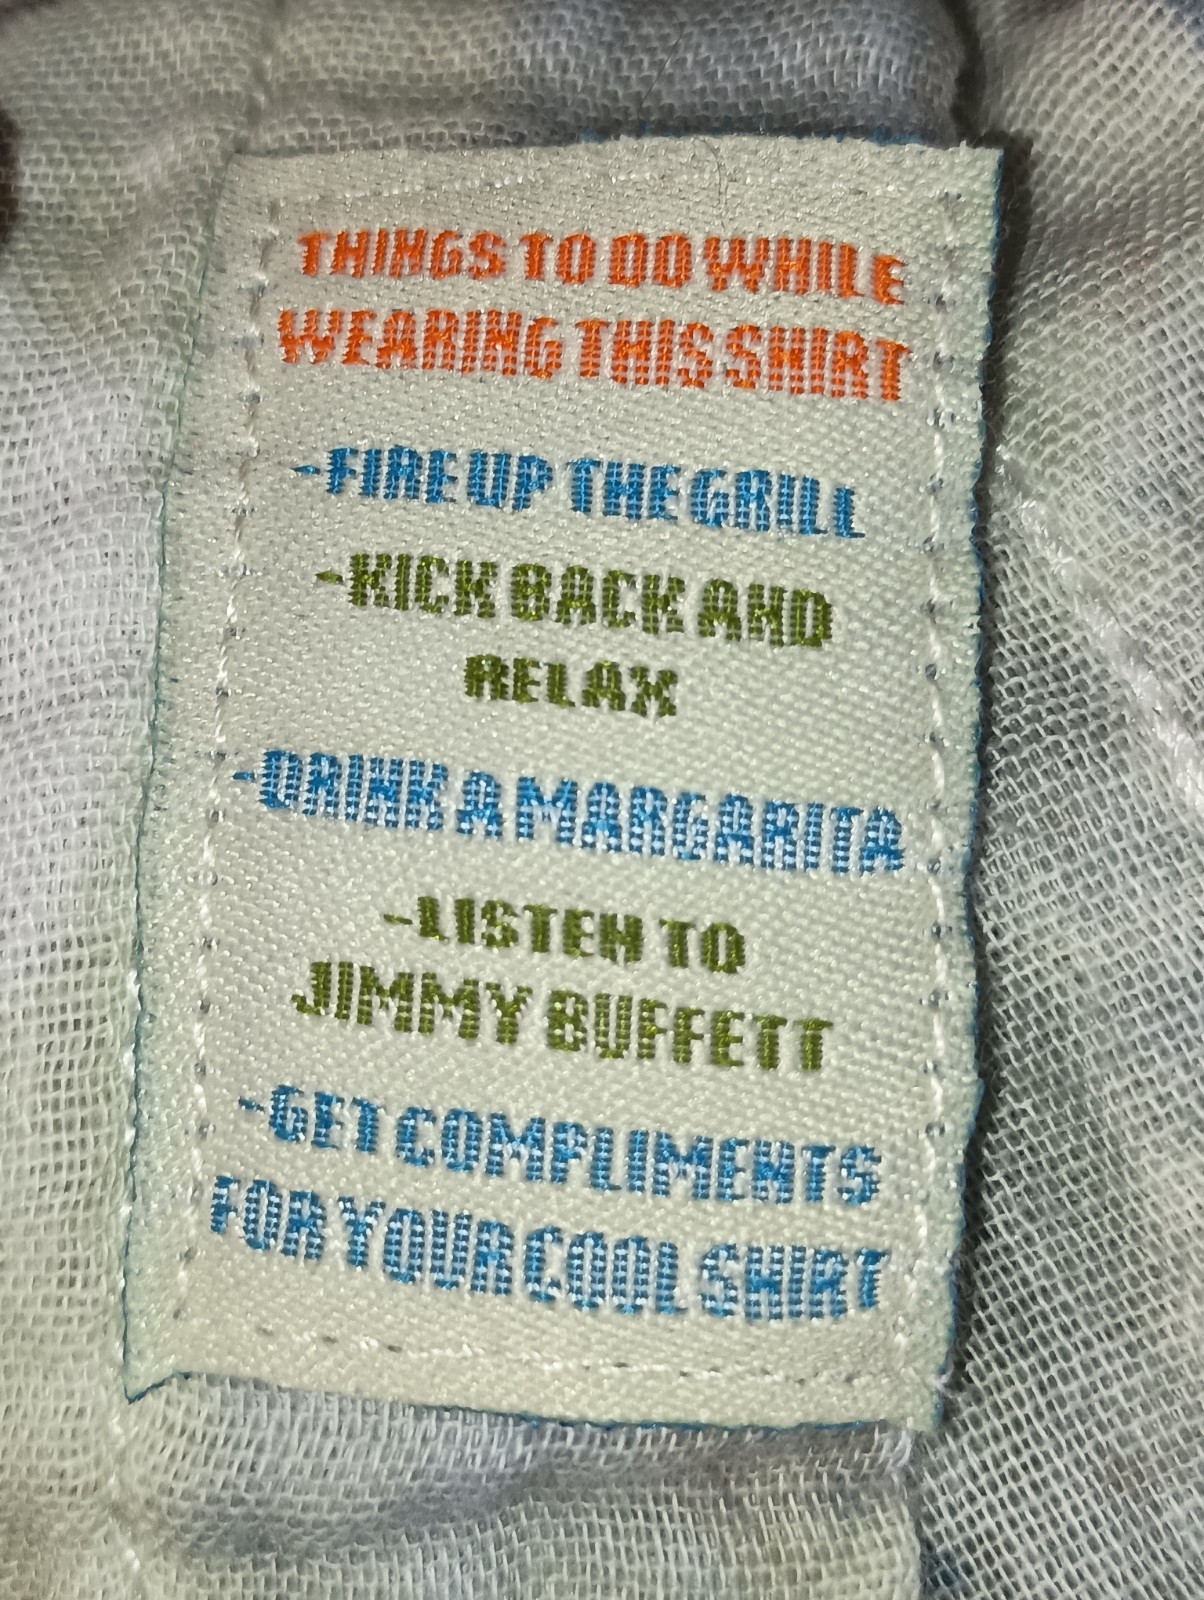 THINGS TO DO WHILE
WEARING THIS SHIRT
-FIRE UP THE GRILL
-KICK BACK AND
RELAX
-DRINK A MARGARITA
-LISTEN TO
JIMMY BUFFETT
-GET COMPLIMENTS
FOR YOUR COOL SHIRT